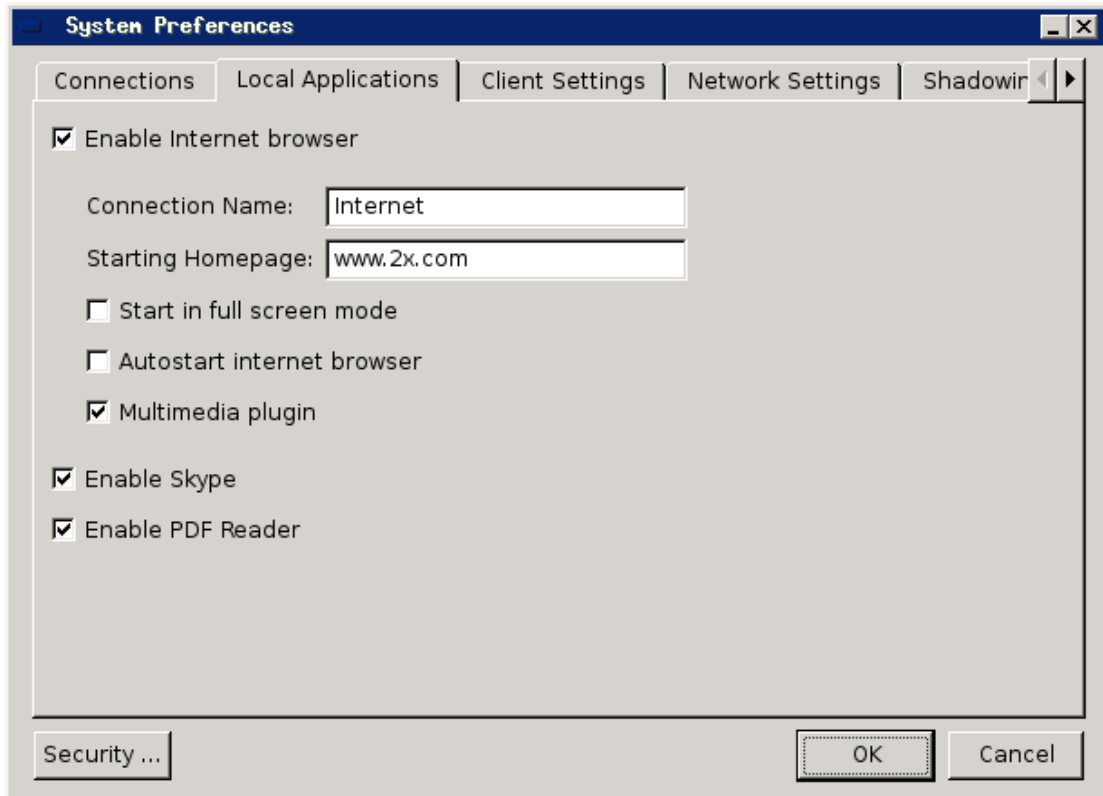 System Preferences
Connections Local Applications Client Settings Network Settings Shadowin
Enable Internet browser
Connection Name: Internet
Starting Homepage: www.2x.com
Start in full screen mode
Autostart internet browser
Multimedia plugin
Enable Skype
Enable PDF Reader
Security ... OK Cancel